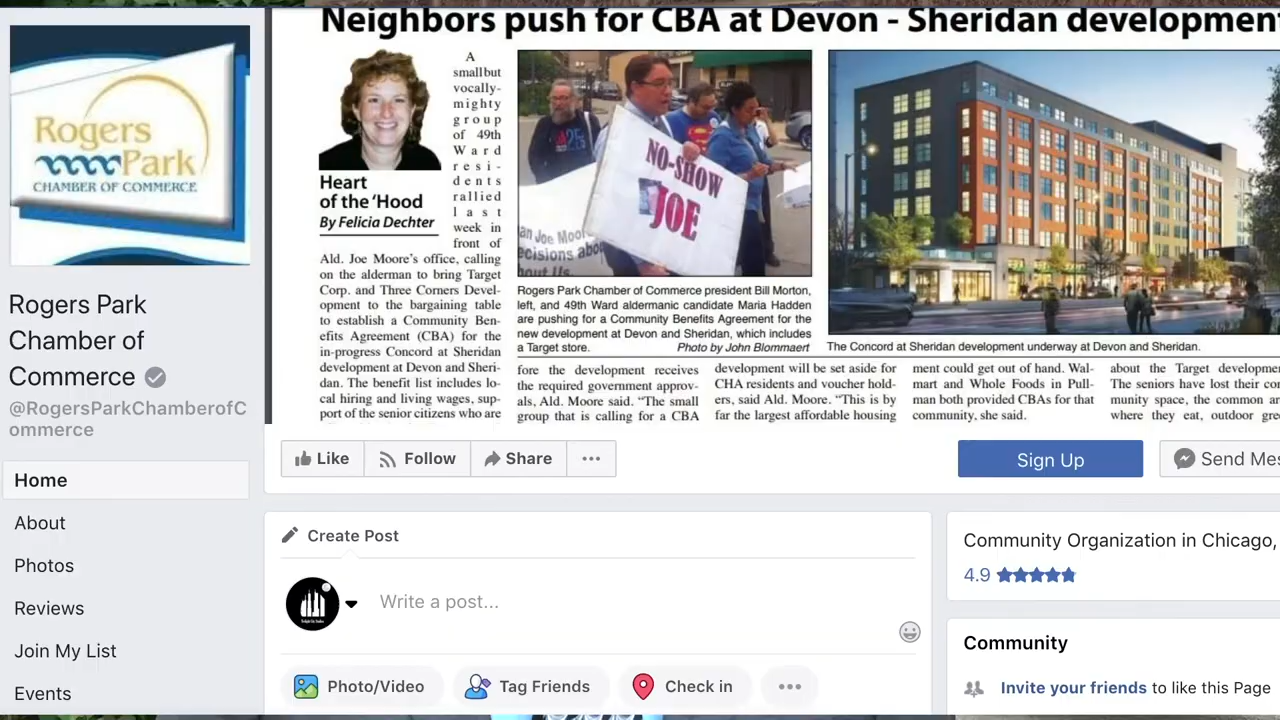 Neighbors push for CBA at Devon - Sheridan development
Rogers
Park
CHAMBER OF COMMERCE
Rogers Park
Chamber of
Commerce
@RogersParkChamberofC
ommerce
Home
About
Photos
Reviews
Join My List
Events
Heart
of the 'Hood
By Felicia Dechter
A
small but
vocally-
mighty
group
of 49th
Ward
resi-
dents
rallied
last
week in
front of
Ald. Joe Moore's office, calling
on the alderman to bring Target
Corp. and Three Corners Devel-
opment to the bargaining table
to establish a Community Ben-
efits Agreement (CBA) for the
in-progress Concord at Sheridan
development at Devon and Sheri-
dan. The benefit list includes lo-
cal hiring and living wages, sup-
port of the senior citizens who are
NO-SHOW
JOE
an Joe Moor
ecisions abou
hout Us
Rogers Park Chamber of Commerce president Bill Morton,
left, and 49th Ward aldermanic candidate Maria Hadden
are pushing for a Community Benefits Agreement for the
new development at Devon and Sheridan, which includes
a Target store.
Photo by John Blommaert
The Concord at Sheridan development underway at Devon and Sheridan.
fore the development receives
the required government approv-
als, Ald. Moore said. "The small
group that is calling for a CBA
development will be set aside for
CHA residents and voucher hold-
ers, said Ald. Moore. "This is by
far the largest affordable housing
ment could get out of hand. Wal-
mart and Whole Foods in Pull-
man both provided CBAs for that
community, she said.
about the Target developme
The seniors have lost their co
munity space, the common ar
where they eat, outdoor gre
Like
Follow
Share
Sign Up
Send Mes
Create Post
Write a post...
Photo/Video
Tag Friends
Check in
Community Organization in Chicago,
4.9
Community
Invite your friends to like this Page